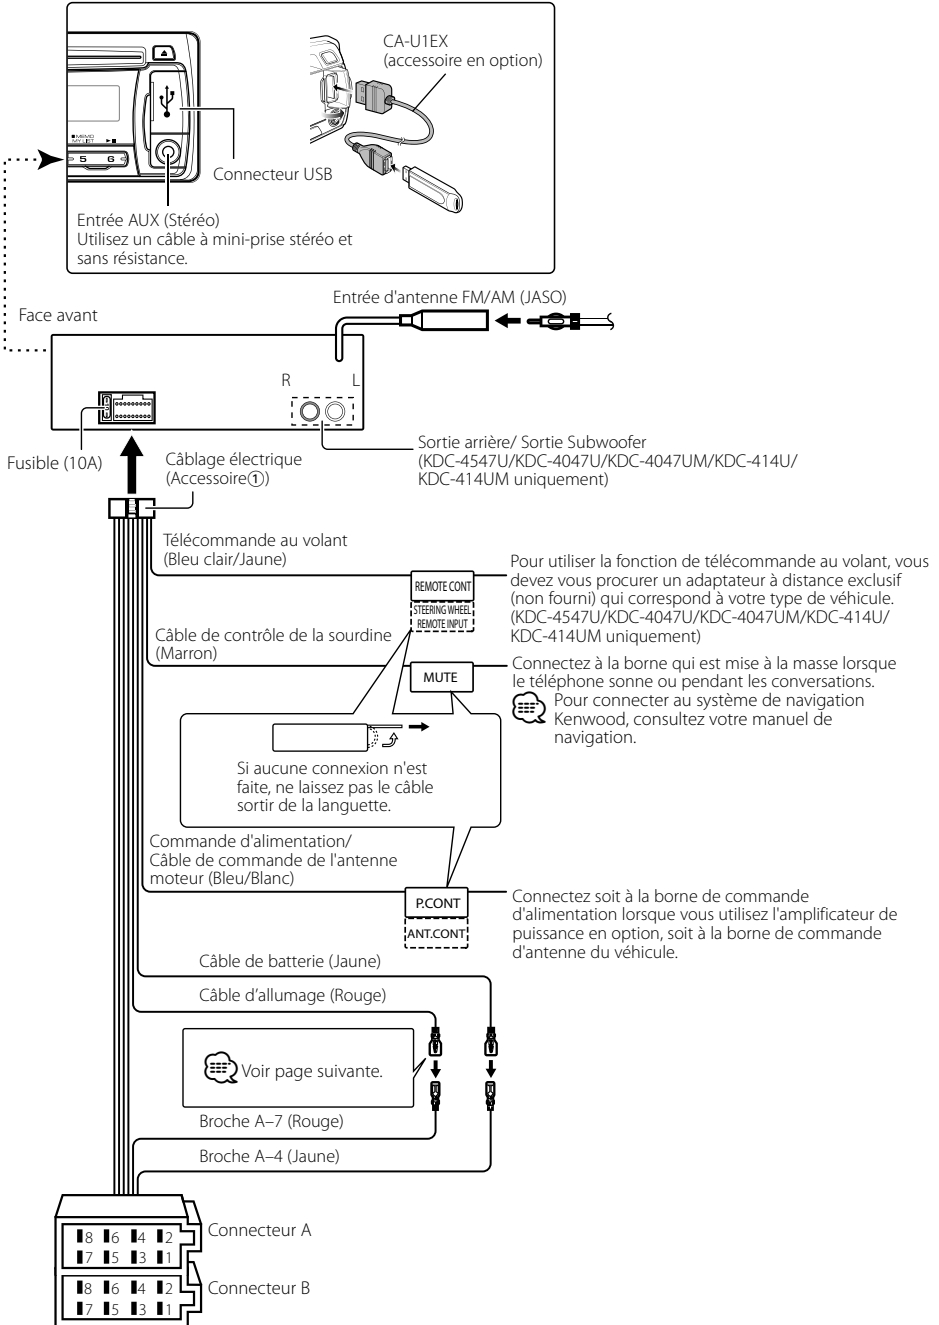 CA-U1EX
(accessoire en option)
■ MEMO
MY LIST
5 6
Connecteur USB
Entrée AUX (Stéréo)
Utilisez un câble à mini-prise stéréo et
sans résistance.
Entrée d'antenne FM/AM (JASO)
Face avant
R L
Fusible (10A)
Câblage électrique
(Accessoire①)
Sortie arrière/ Sortie Subwoofer
(KDC-4547U/KDC-4047U/KDC-4047UM/KDC-414U/
KDC-414UM uniquement)
Télécommande au volant
(Bleu clair/Jaune)
REMOTE CONT
STEERING WHEEL
REMOTE INPUT
Pour utiliser la fonction de télécommande au volant, vous
devez vous procurer un adaptateur à distance exclusif
(non fourni) qui correspond à votre type de véhicule.
(KDC-4547U/KDC-4047U/KDC-4047UM/KDC-414U/
KDC-414UM uniquement)
Câble de contrôle de la sourdine
(Marron)
MUTE
Connectez à la borne qui est mise à la masse lorsque
le téléphone sonne ou pendant les conversations.
Pour connecter au système de navigation
Kenwood, consultez votre manuel de
navigation.
Si aucune connexion n'est
faite, ne laissez pas le câble
sortir de la languette.
Commande d'alimentation/
Câble de commande de l'antenne
moteur (Bleu/Blanc)
P.CONT
ANT.CONT
Connectez soit à la borne de commande
d'alimentation lorsque vous utilisez l'amplificateur de
puissance en option, soit à la borne de commande
d'antenne du véhicule.
Câble de batterie (Jaune)
Câble d'allumage (Rouge)
Voir page suivante.
Broche A–7 (Rouge)
Broche A–4 (Jaune)
Connecteur A
8 6 4 2
7 5 3 1
Connecteur B
8 6 4 2
7 5 3 1